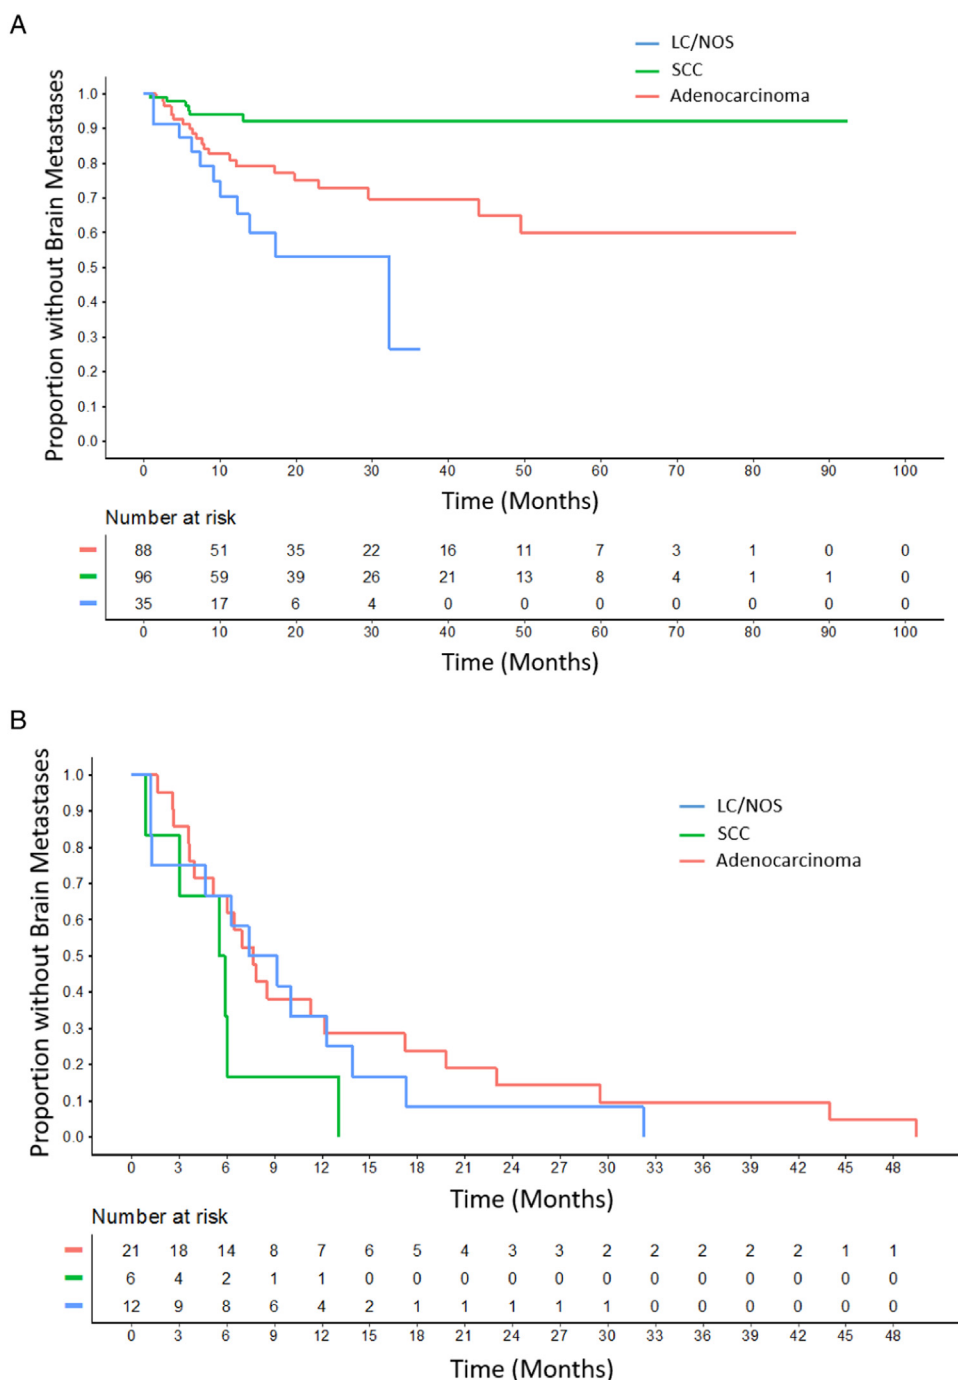 A
LC/NOS
SCC
Adenocarcinoma
Proportion without Brain Metastases
1.0
0.9
0.8
0.7
0.6
0.5
0.4
0.3
0.2
0.1
0.0
0 10 20 30 40 50 60 70 80 90 100
Time (Months)
Number at risk
88 51 35 22 16 11 7 3 1 0 0
96 59 39 26 21 13 8 4 1 1 0
35 17 6 4 0 0 0 0 0 0 0
0 10 20 30 40 50 60 70 80 90 100
Time (Months)
B
LC/NOS
SCC
Adenocarcinoma
Proportion without Brain Metastases
1.0
0.9
0.8
0.7
0.6
0.5
0.4
0.3
0.2
0.1
0.0
0 3 6 9 12 15 18 21 24 27 30 33 36 39 42 45 48
Time (Months)
Number at risk
21 18 14 8 7 6 5 4 3 3 2 2 2 2 2 1 1
6 4 2 1 1 0 0 0 0 0 0 0 0 0 0 0 0
12 9 8 6 4 2 1 1 1 1 1 0 0 0 0 0 0
0 3 6 9 12 15 18 21 24 27 30 33 36 39 42 45 48
Time (Months)